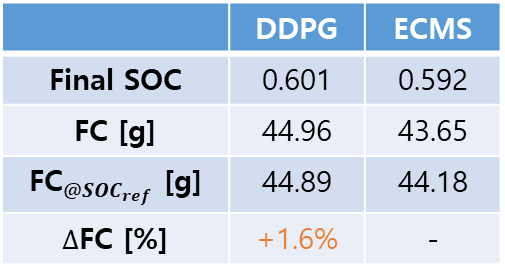 DDPG ECMS
Final SOC 0.601 0.592
FC [g] 44.96 43.65
FC@SOCref [g] 44.89 44.18
ΔFC [%] +1.6% -